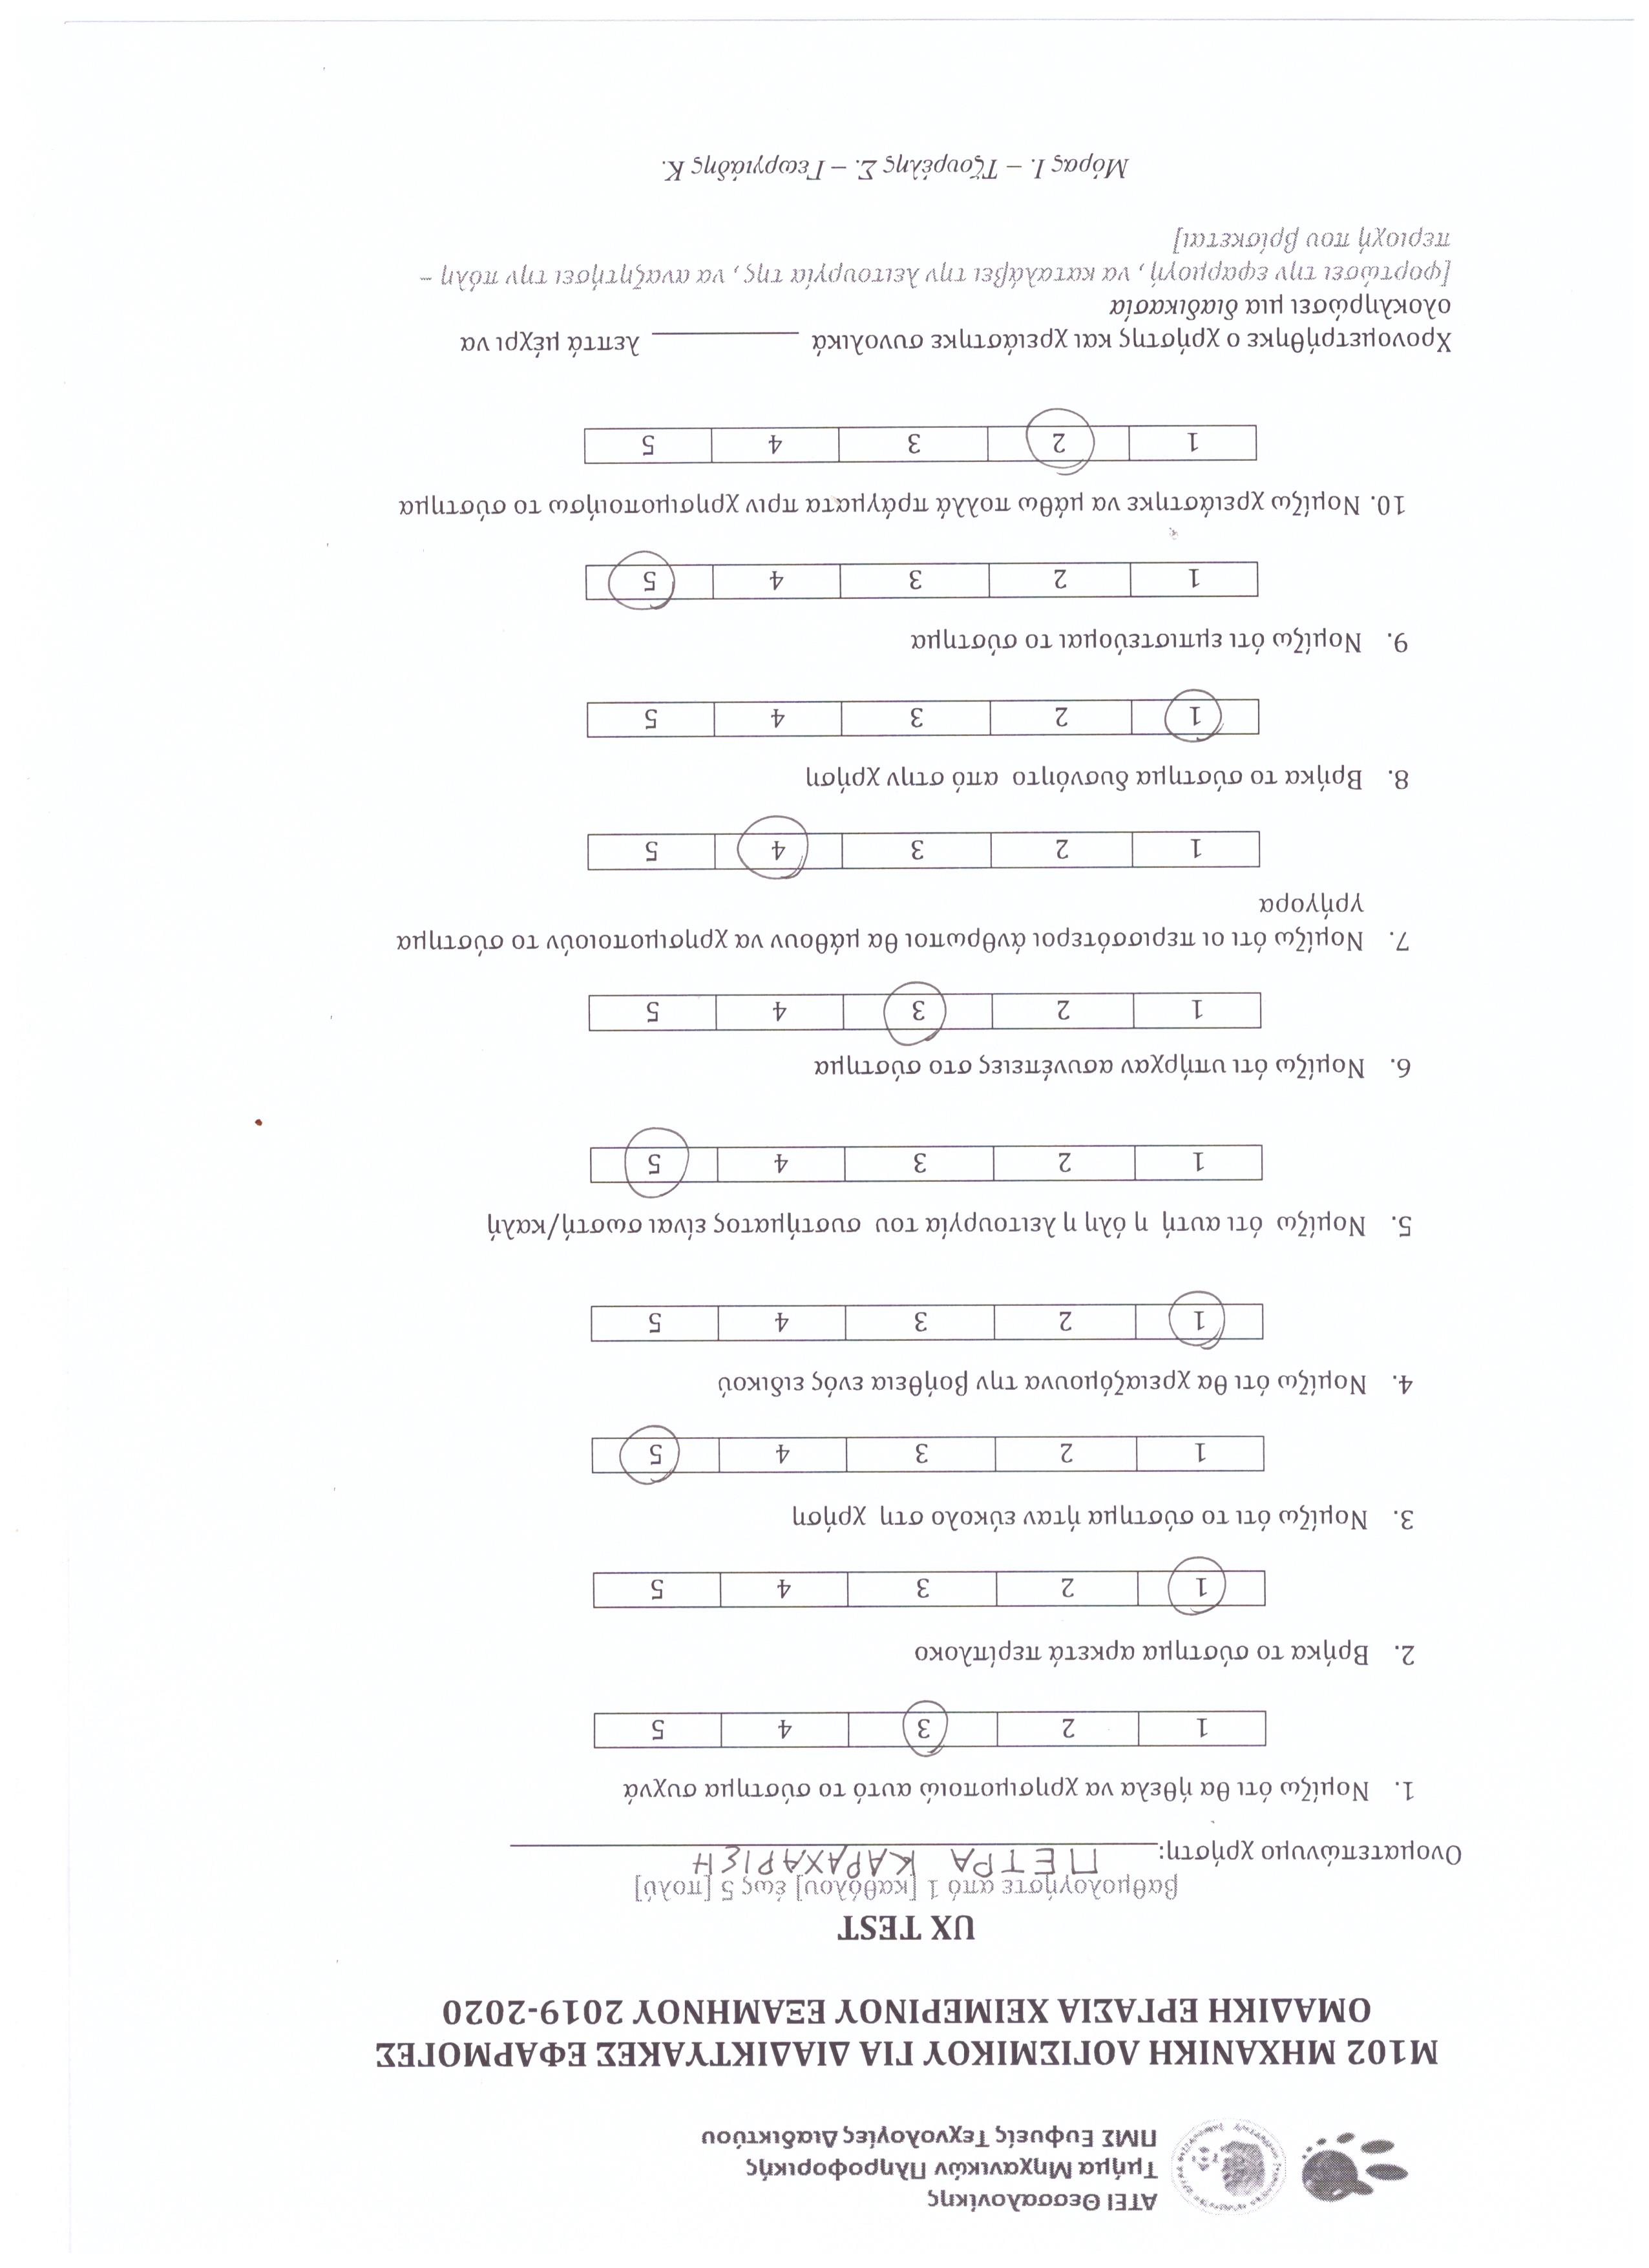 ΑΤΕΙ Θεσσαλονίκης
Τμήμα Μηχανικών Πληροφορικής
ΠΜΣ Ευφυείς Τεχνολογίες Διαδικτύου
Μ102 ΜΗΧΑΝΙΚΗ ΛΟΓΙΣΜΙΚΟΥ ΓΙΑ ΔΙΑΔΙΚΤΥΑΚΕΣ ΕΦΑΡΜΟΓΕΣ
ΟΜΑΔΙΚΗ ΕΡΓΑΣΙΑ ΧΕΙΜΕΡΙΝΟΥ ΕΞΑΜΗΝΟΥ 2019-2020
UX TEST
βαθμολογήστε από 1 [καθόλου] έως 5 [πολύ]
Ονοματεπώνυμο χρήστη: ΠΕΤΡΑ ΚΑΡΑΧΑΡΙΣΗ
1. Νομίζω ότι θα ήθελα να χρησιμοποιώ αυτό το σύστημα συχνά
1 2 3 4 5
2. Βρήκα το σύστημα αρκετά περίπλοκο
1 2 3 4 5
3. Νομίζω ότι το σύστημα ήταν εύκολο στη χρήση
1 2 3 4 5
4. Νομίζω ότι θα χρειαζόμουνα την βοήθεια ενός ειδικού
1 2 3 4 5
5. Νομίζω ότι αυτή η όλη η λειτουργία του συστήματος είναι σωστή/καλή
1 2 3 4 5
6. Νομίζω ότι υπήρχαν ασυνέπειες στο σύστημα
1 2 3 4 5
7. Νομίζω ότι οι περισσότεροι άνθρωποι θα μάθουν να χρησιμοποιούν το σύστημα
γρήγορα
1 2 3 4 5
8. Βρήκα το σύστημα δυσνόητο από στην χρήση
1 2 3 4 5
9. Νομίζω ότι εμπιστεύομαι το σύστημα
1 2 3 4 5
10. Νομίζω χρειάστηκε να μάθω πολλά πράγματα πριν χρησιμοποιήσω το σύστημα
1 2 3 4 5
Χρονομετρήθηκε ο χρήστης και χρειάστηκε συνολικά ____________ λεπτά μέχρι να
ολοκληρώσει μια διαδικασία
[φορτώσει την εφαρμογή , να καταλάβει την λειτουργία της , να αναζητήσει την πόλη –
περιοχή που βρίσκεται]
Μόρας Ι. – Τζουρέλης Σ. – Γεωργιάδης Κ.